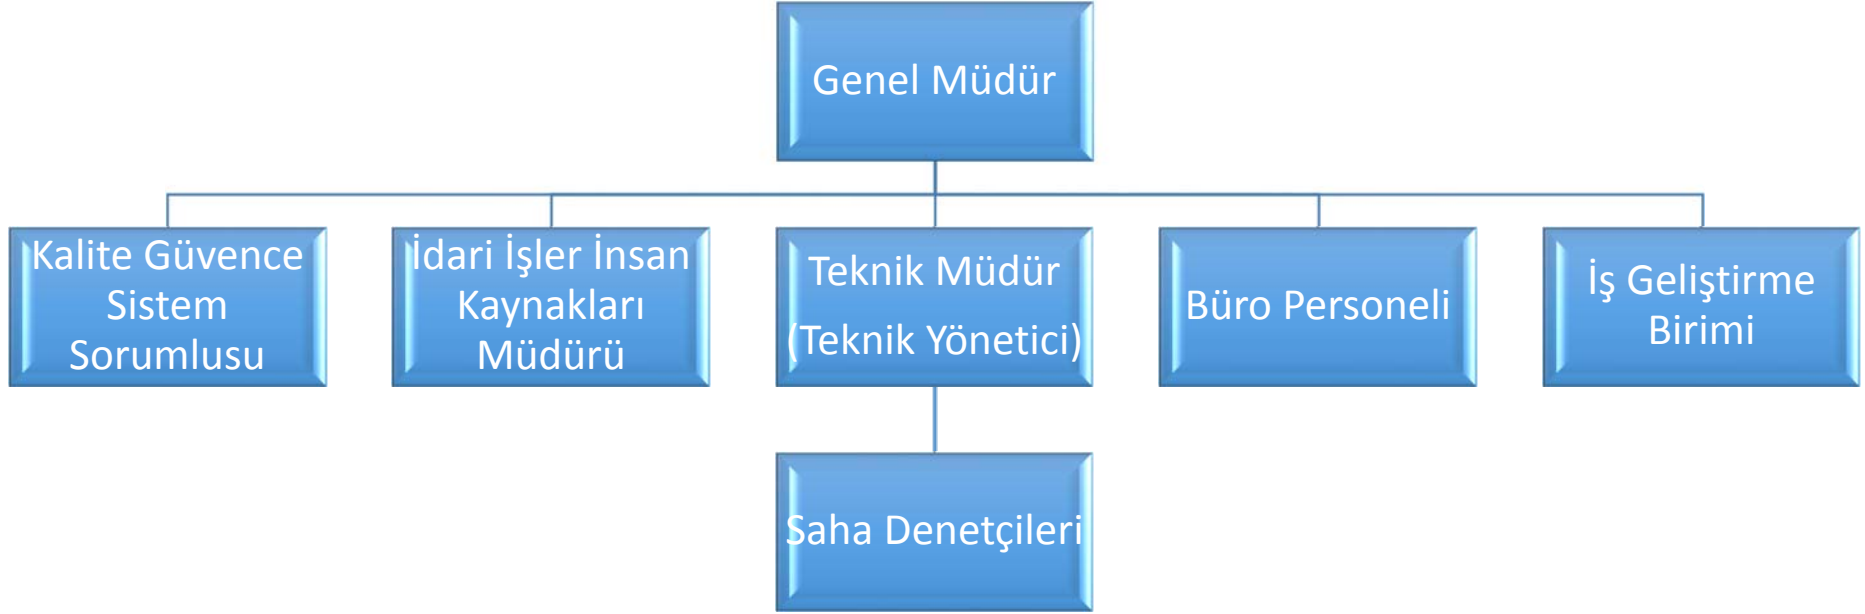 Genel Müdür
Kalite Güvence
Sistem
Sorumlusu
İdari İşler İnsan
Kaynakları
Müdürü
Teknik Müdür
(Teknik Yönetici)
Büro Personeli
İş Geliştirme
Birimi
Saha Denetçileri